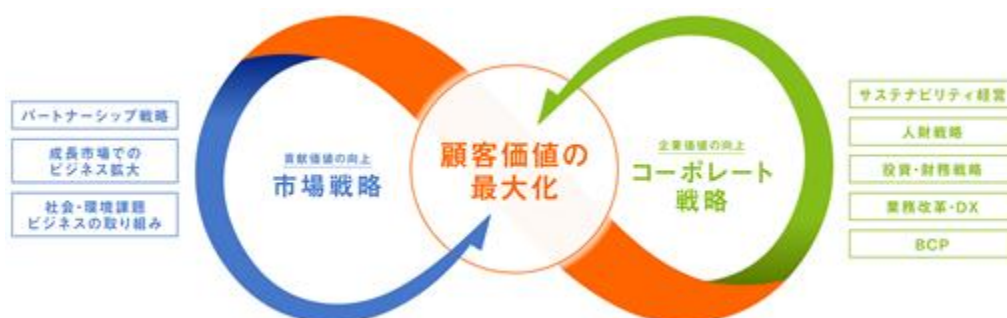 パートナーシップ戦略
成長市場での
ビジネス拡大
社会・環境課題
ビジネスの取り組み
貢献価値の向上
市場戦略
顧客価値の
最大化
企業価値の向上
コーポレート
戦略
サステナビリティ経営
人財戦略
投資・財務戦略
業務改革・DX
BCP